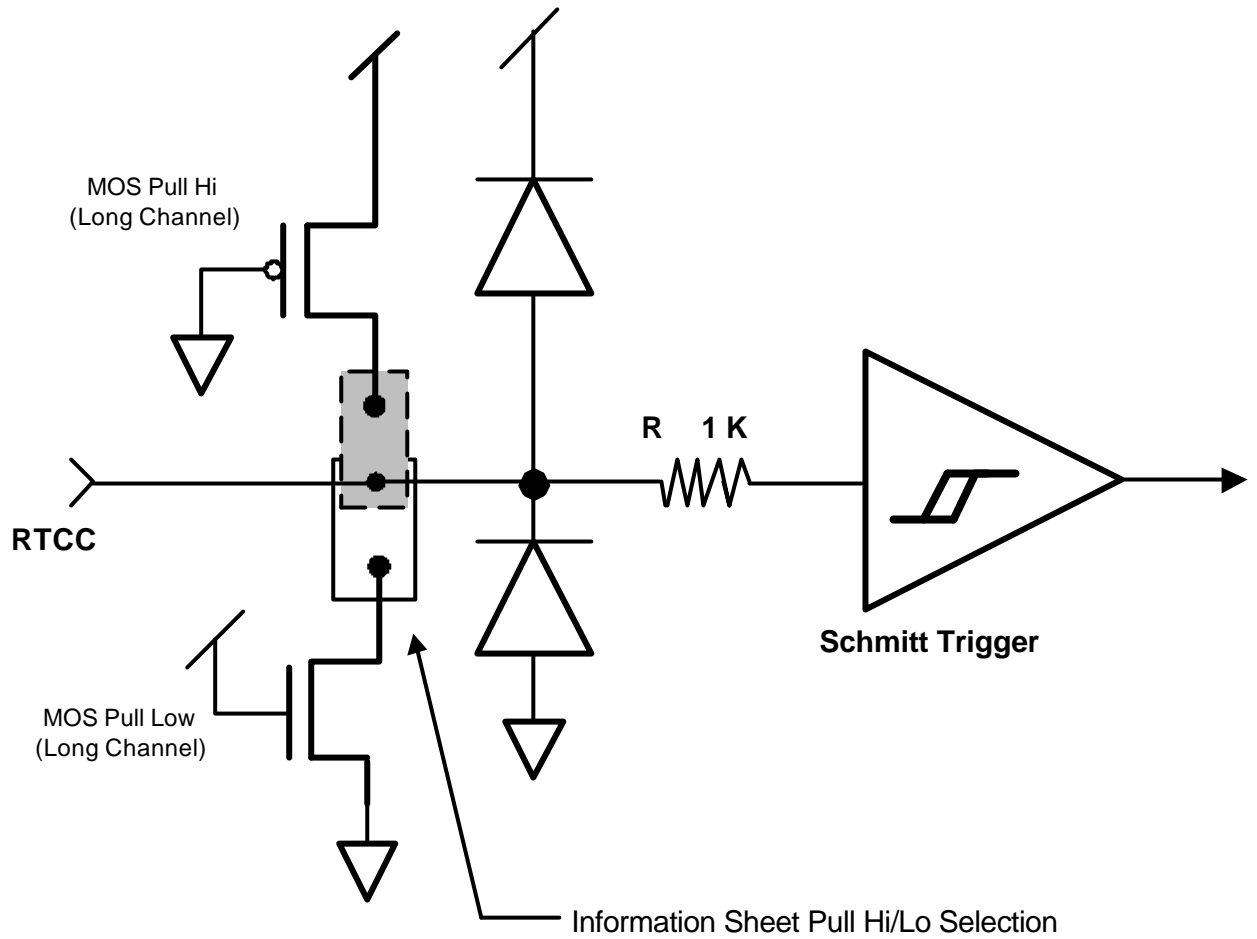 MOS Pull Hi
(Long Channel)
R 1 K
RTCC
Schmitt Trigger
MOS Pull Low
(Long Channel)
Information Sheet Pull Hi/Lo Selection